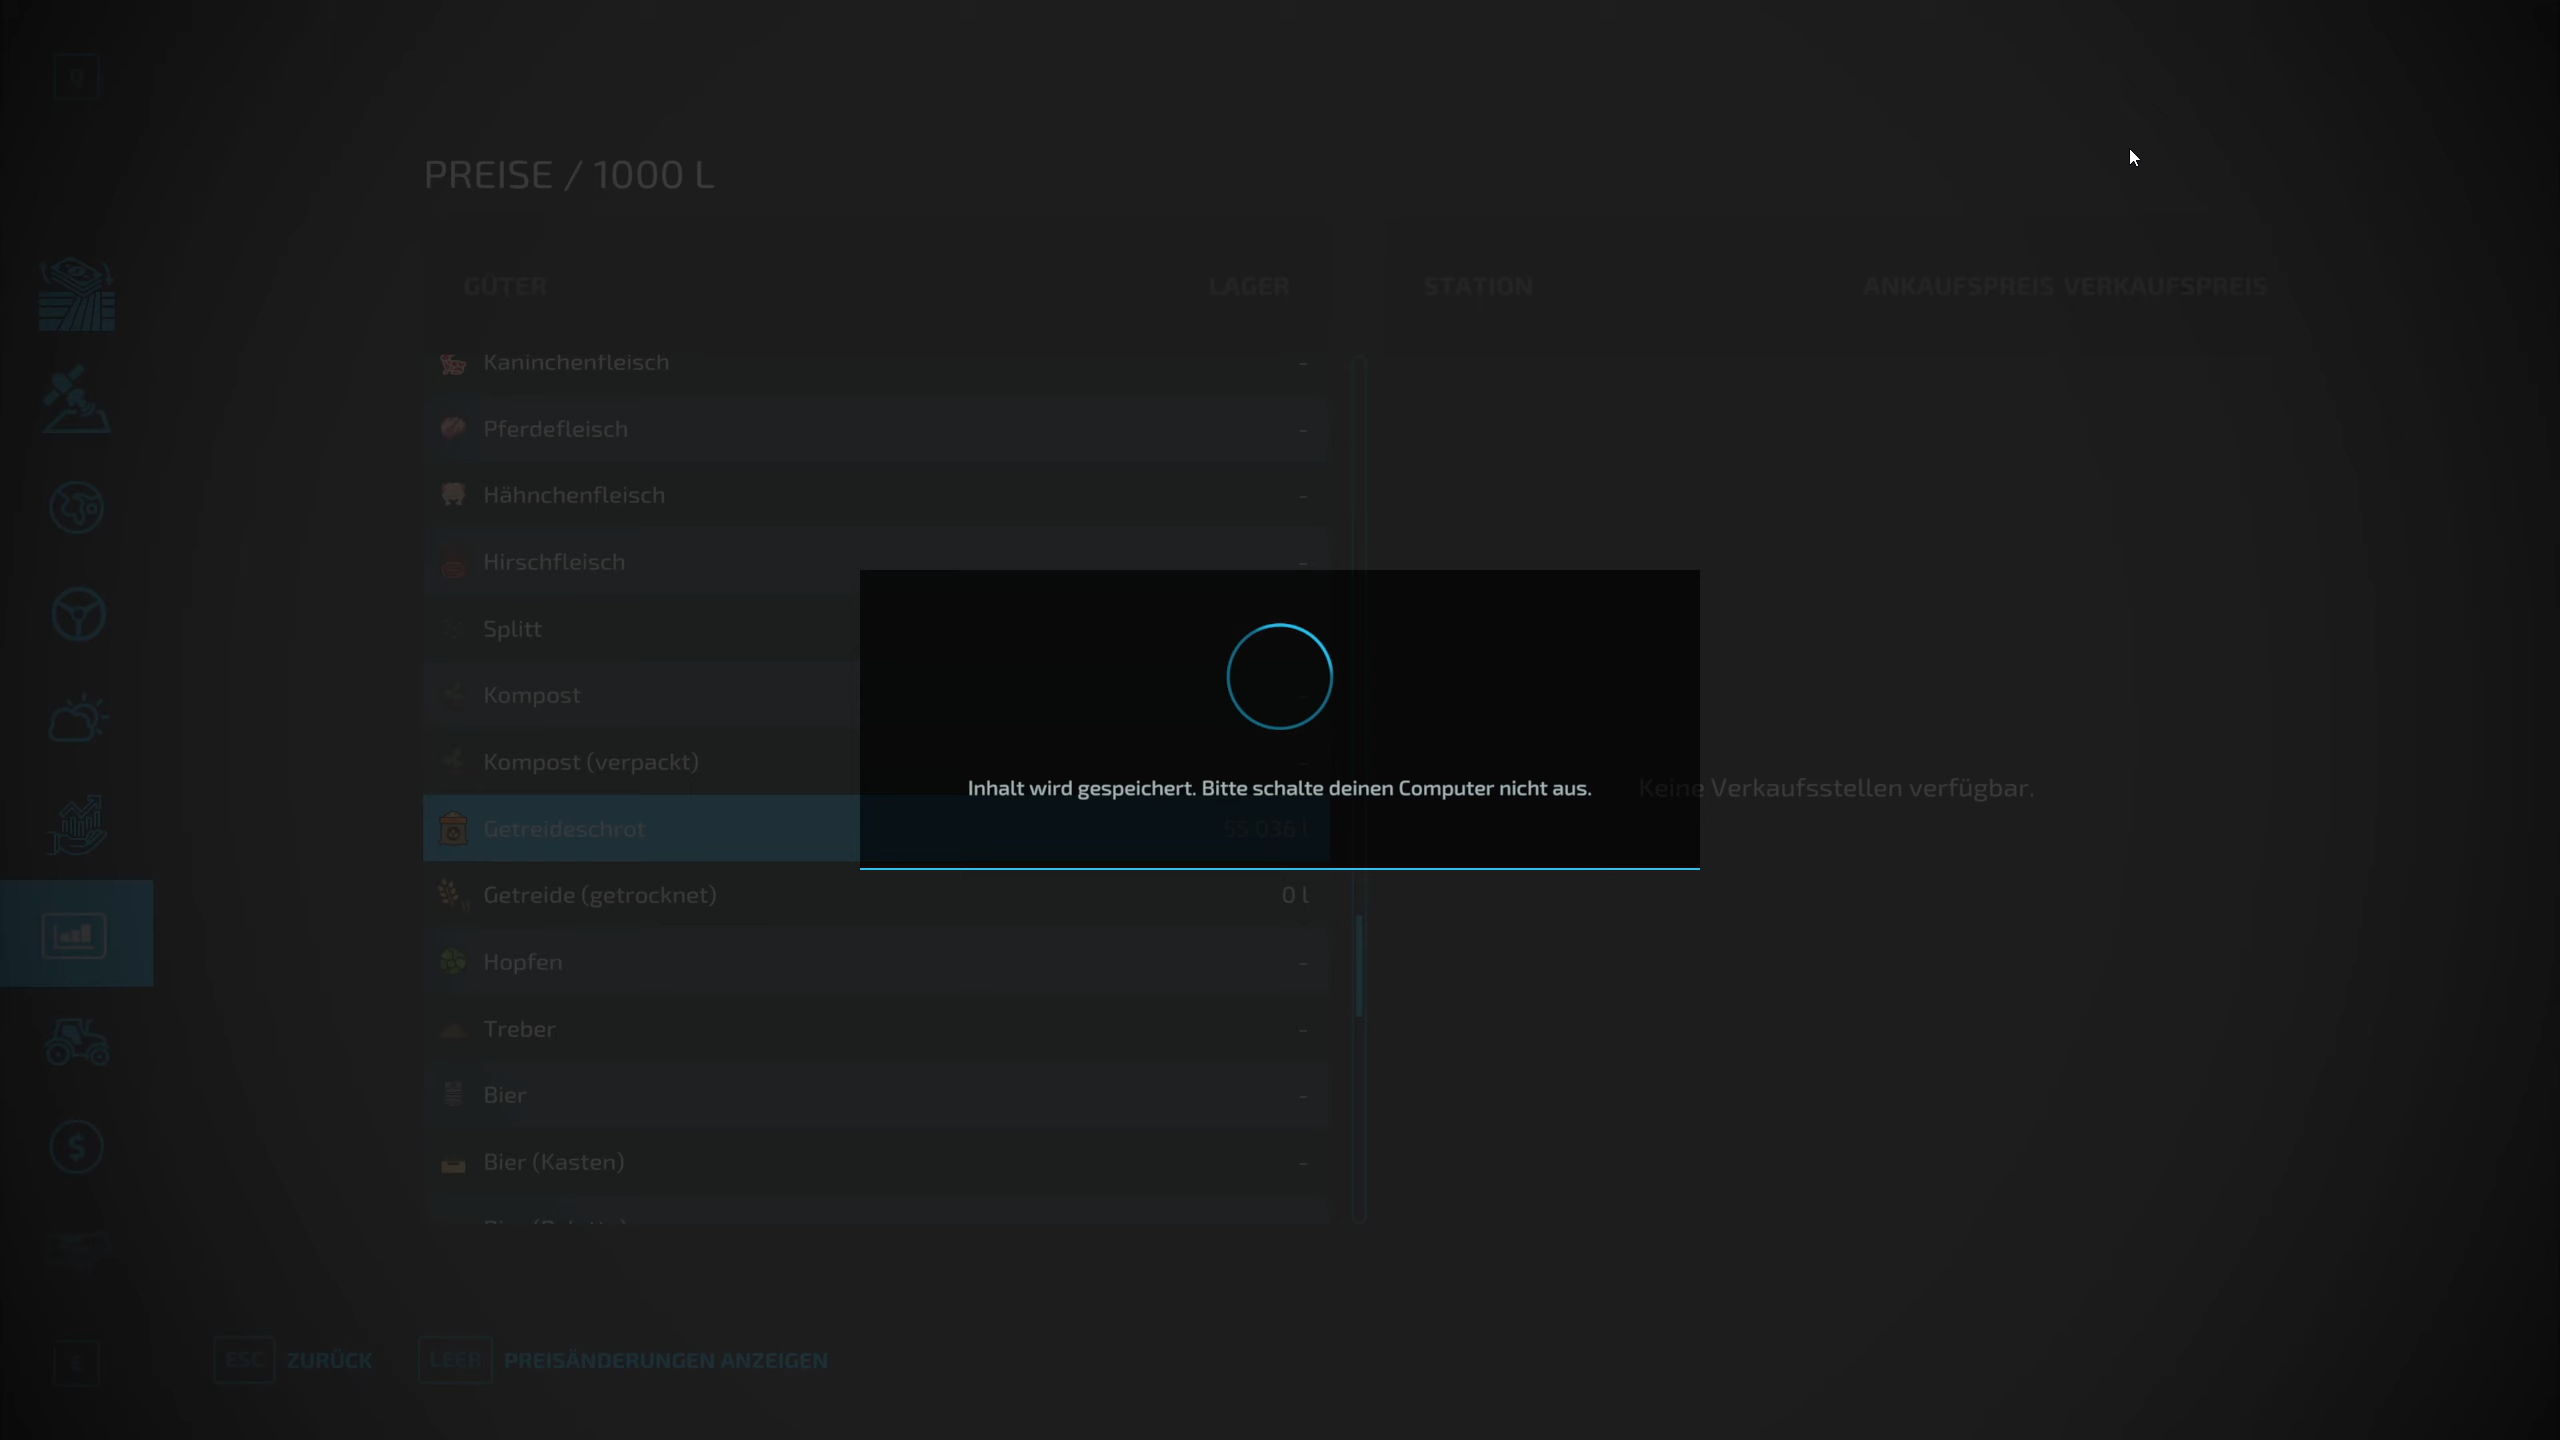 Q
PREISE / 1000 L
GÜTER LAGER
STATION ANKAUFSPREIS VERKAUFSPREIS
Kaninchenfleisch -
Pferdefleisch -
Hähnchenfleisch -
Hirschfleisch -
Splitt
Kompost -
Kompost (verpackt) -
Getreideschrot 55.036 l
Getreide (getrocknet) 0 l
Hopfen -
Treber -
Bier -
Bier (Kasten) -
Inhalt wird gespeichert. Bitte schalte deinen Computer nicht aus.
Keine Verkaufsstellen verfügbar.
E
ESC ZURÜCK LEER PREISÄNDERUNGEN ANZEIGEN